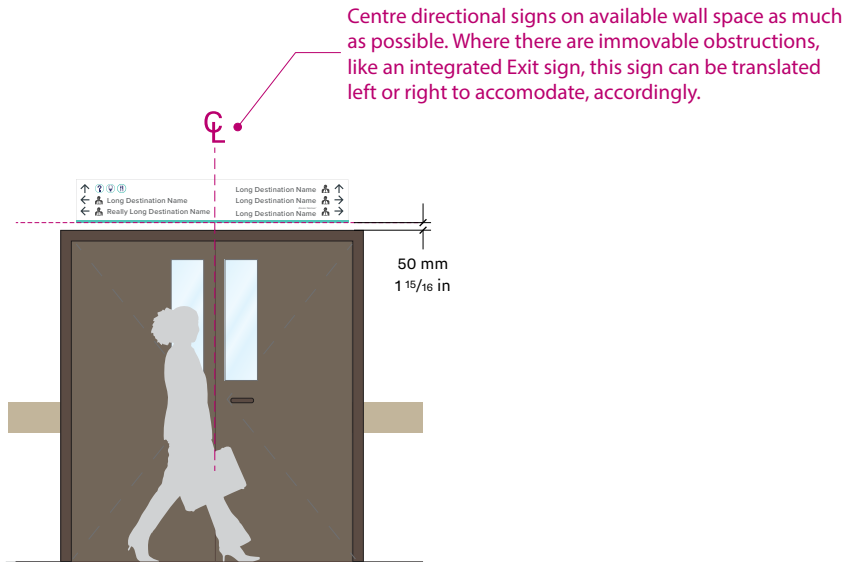 Centre directional signs on available wall space as much
as possible. Where there are immovable obstructions,
like an integrated Exit sign, this sign can be translated
left or right to accomodate, accordingly.
CL
Long Destination Name
Long Destination Name
Long Destination Name
Really Long Destination Name
Long Destination Name
50 mm
1 15/16 in